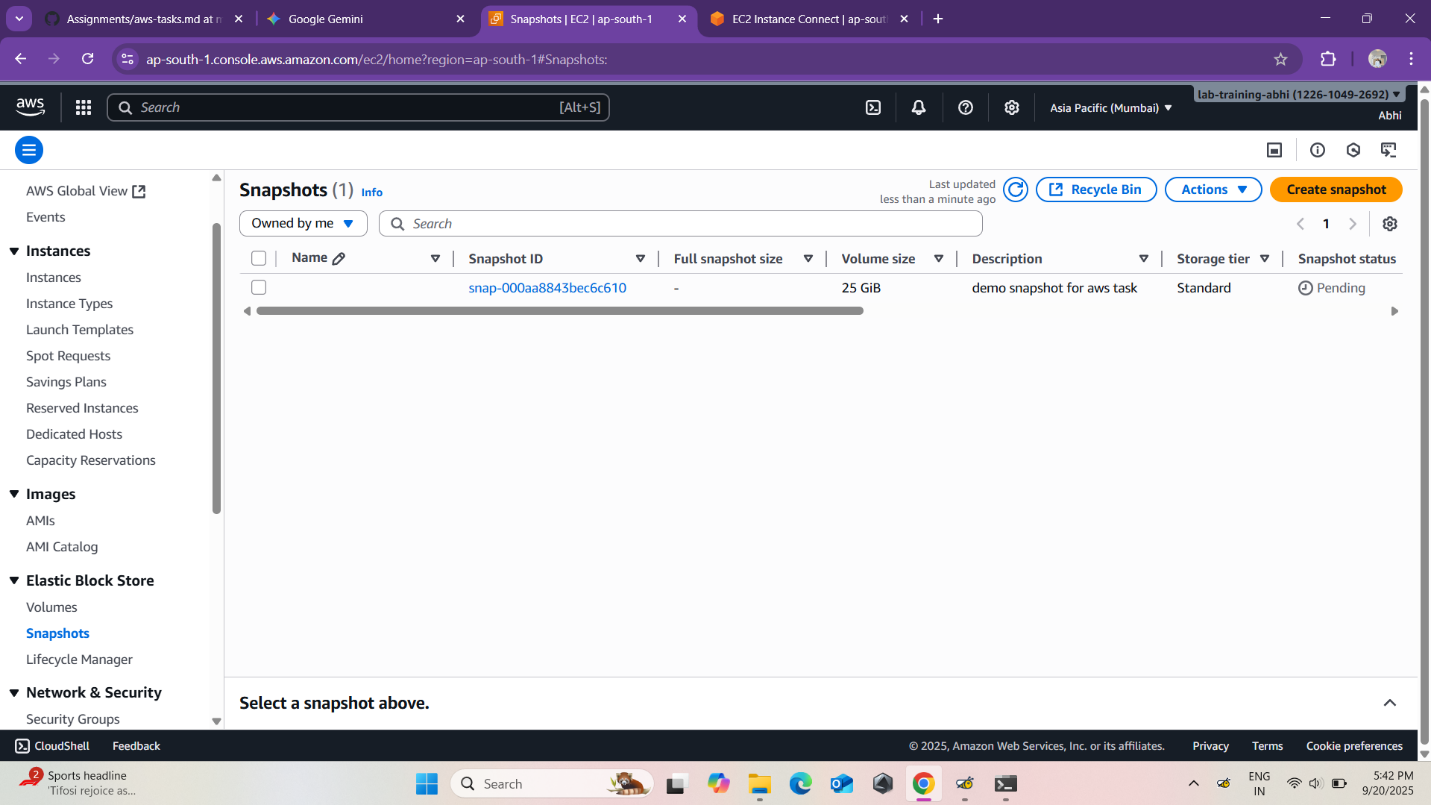 Assignments/aws-tasks.md at n
Google Gemini
Snapshots | EC2 | ap-south-1
EC2 Instance Connect | ap-sout
ap-south-1.console.aws.amazon.com/ec2/home?region=ap-south-1#Snapshots:
aws
Search
[Alt+S]
Asia Pacific (Mumbai)
lab-training-abhi (1226-1049-2692)
Abhi
AWS Global View
Events
Instances
Instances
Instance Types
Launch Templates
Spot Requests
Savings Plans
Reserved Instances
Dedicated Hosts
Capacity Reservations
Images
AMIs
AMI Catalog
Elastic Block Store
Volumes
Snapshots
Lifecycle Manager
Network & Security
Security Groups
Snapshots (1) Info
Last updated
less than a minute ago
Recycle Bin
Actions
Create snapshot
Owned by me
Search
1
Name
Snapshot ID
Full snapshot size
Volume size
Description
Storage tier
Snapshot status
snap-000aa8843bec6c610
-
25 GiB
demo snapshot for aws task
Standard
Pending
Select a snapshot above.
CloudShell
Feedback
© 2025, Amazon Web Services, Inc. or its affiliates.
Privacy
Terms
Cookie preferences
2
Sports headline
'Tifosi rejoice as...
Search
ENG
IN
5:42 PM
9/20/2025